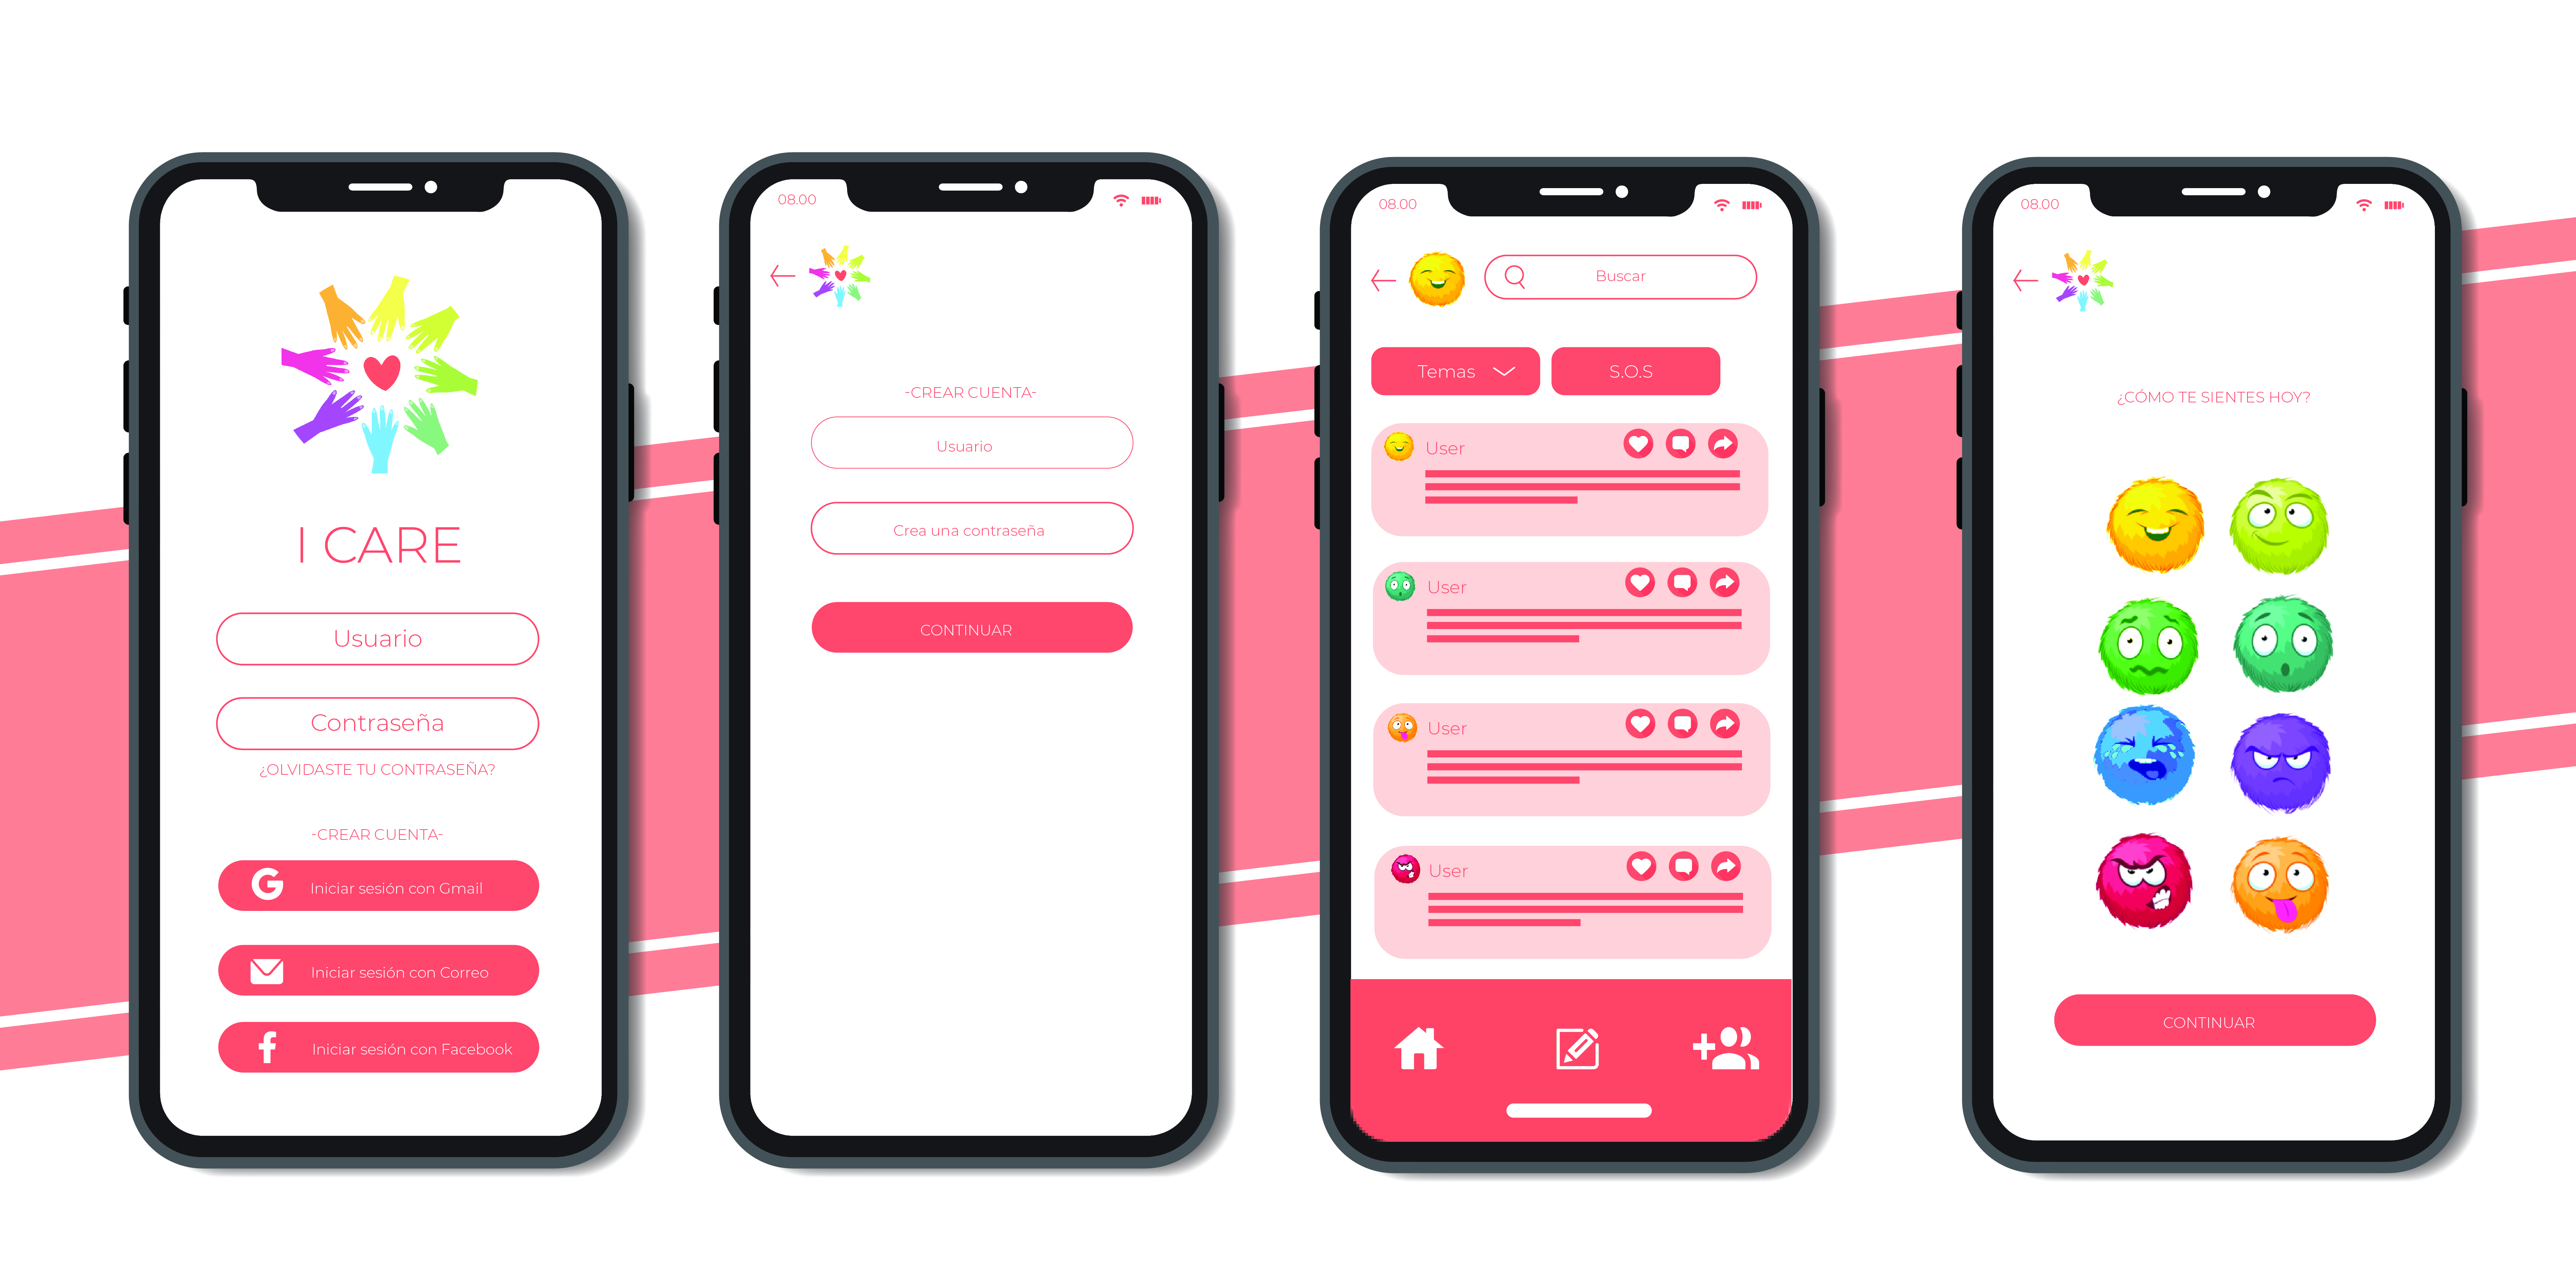 I CARE
Usuario
Contraseña
¿OLVIDASTE TU CONTRASEÑA?
-CREAR CUENTA-
Iniciar sesión con Gmail
Iniciar sesión con Correo
Iniciar sesión con Facebook
08.00
-CREAR CUENTA-
Usuario
Crea una contraseña
CONTINUAR
08.00
Buscar
Temas
S.O.S
User
User
User
User
08.00
¿CÓMO TE SIENTES HOY?
CONTINUAR